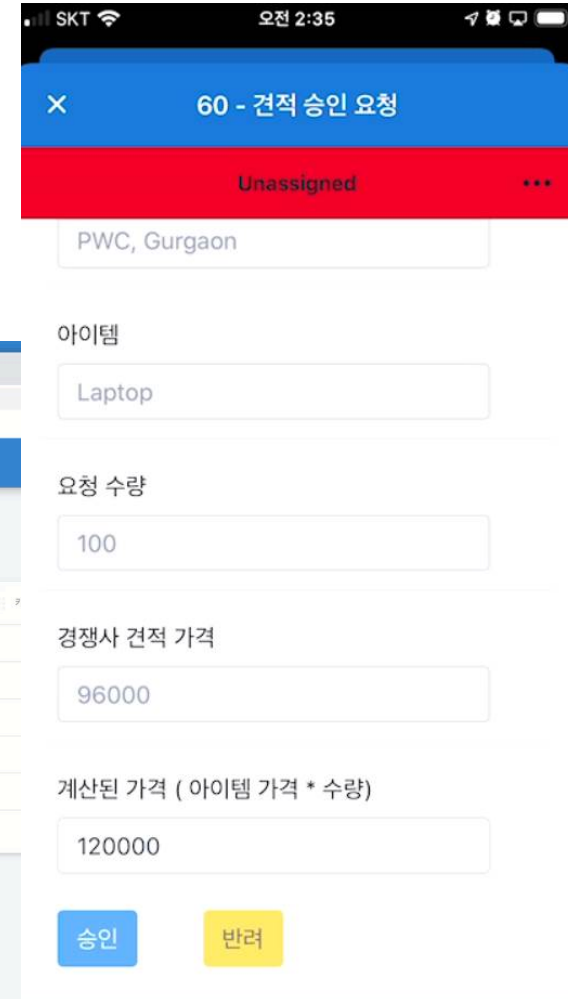 SKT 오전 2:35
60 - 견적 승인 요청
Unassigned
PWC, Gurgaon
아이템
Laptop
요청 수량
100
경쟁사 견적 가격
96000
계산된 가격 ( 아이템 가격 * 수량)
120000
승인 반려